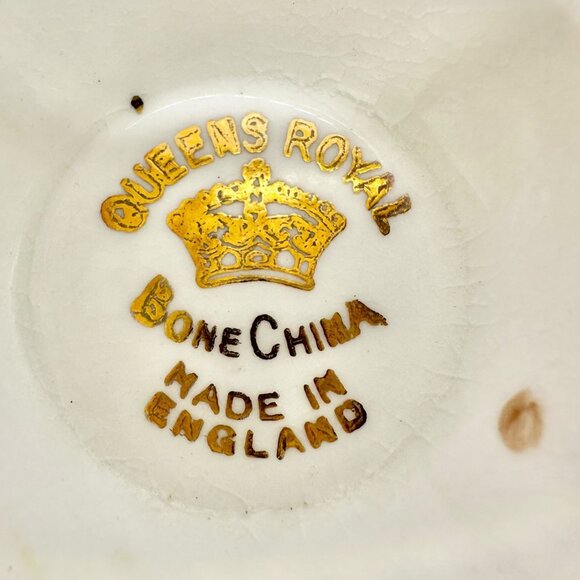 QUEENS ROYAL
BONE CHINA
MADE IN
ENGLAND